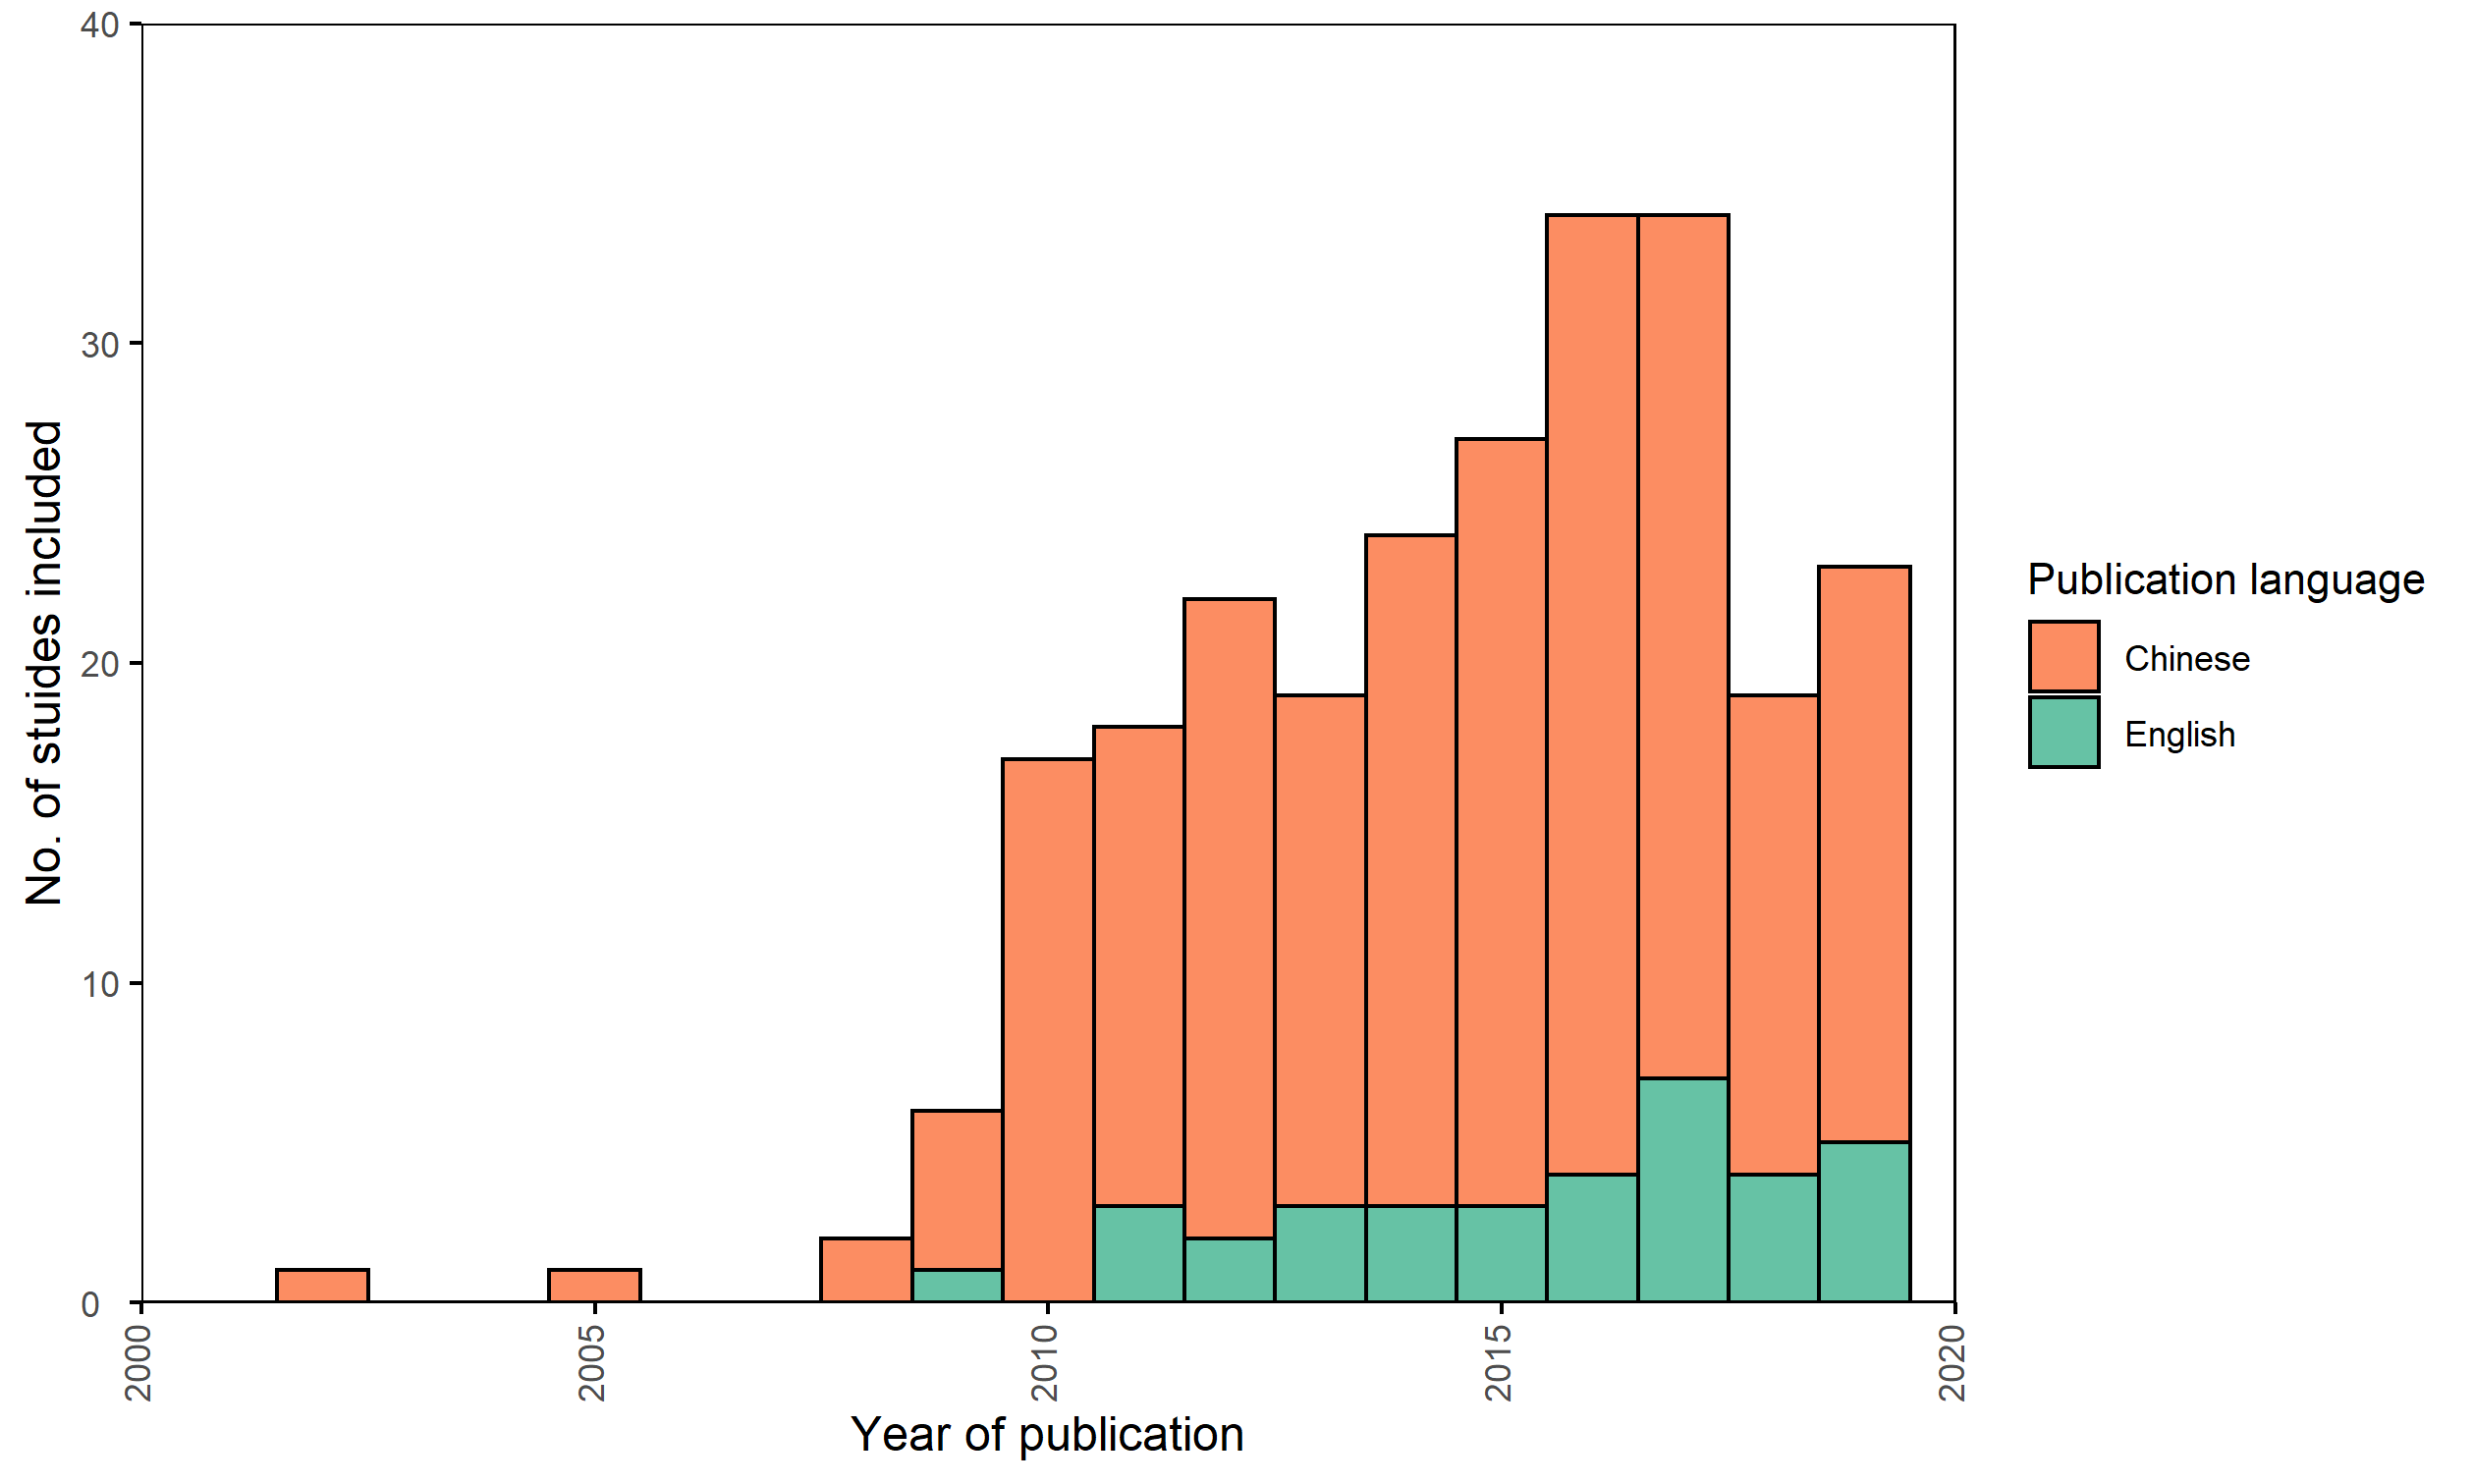 No. of stuides included
40
30
20
10
0
2000
2005
2010
2015
2020
Year of publication
Publication language
Chinese
English